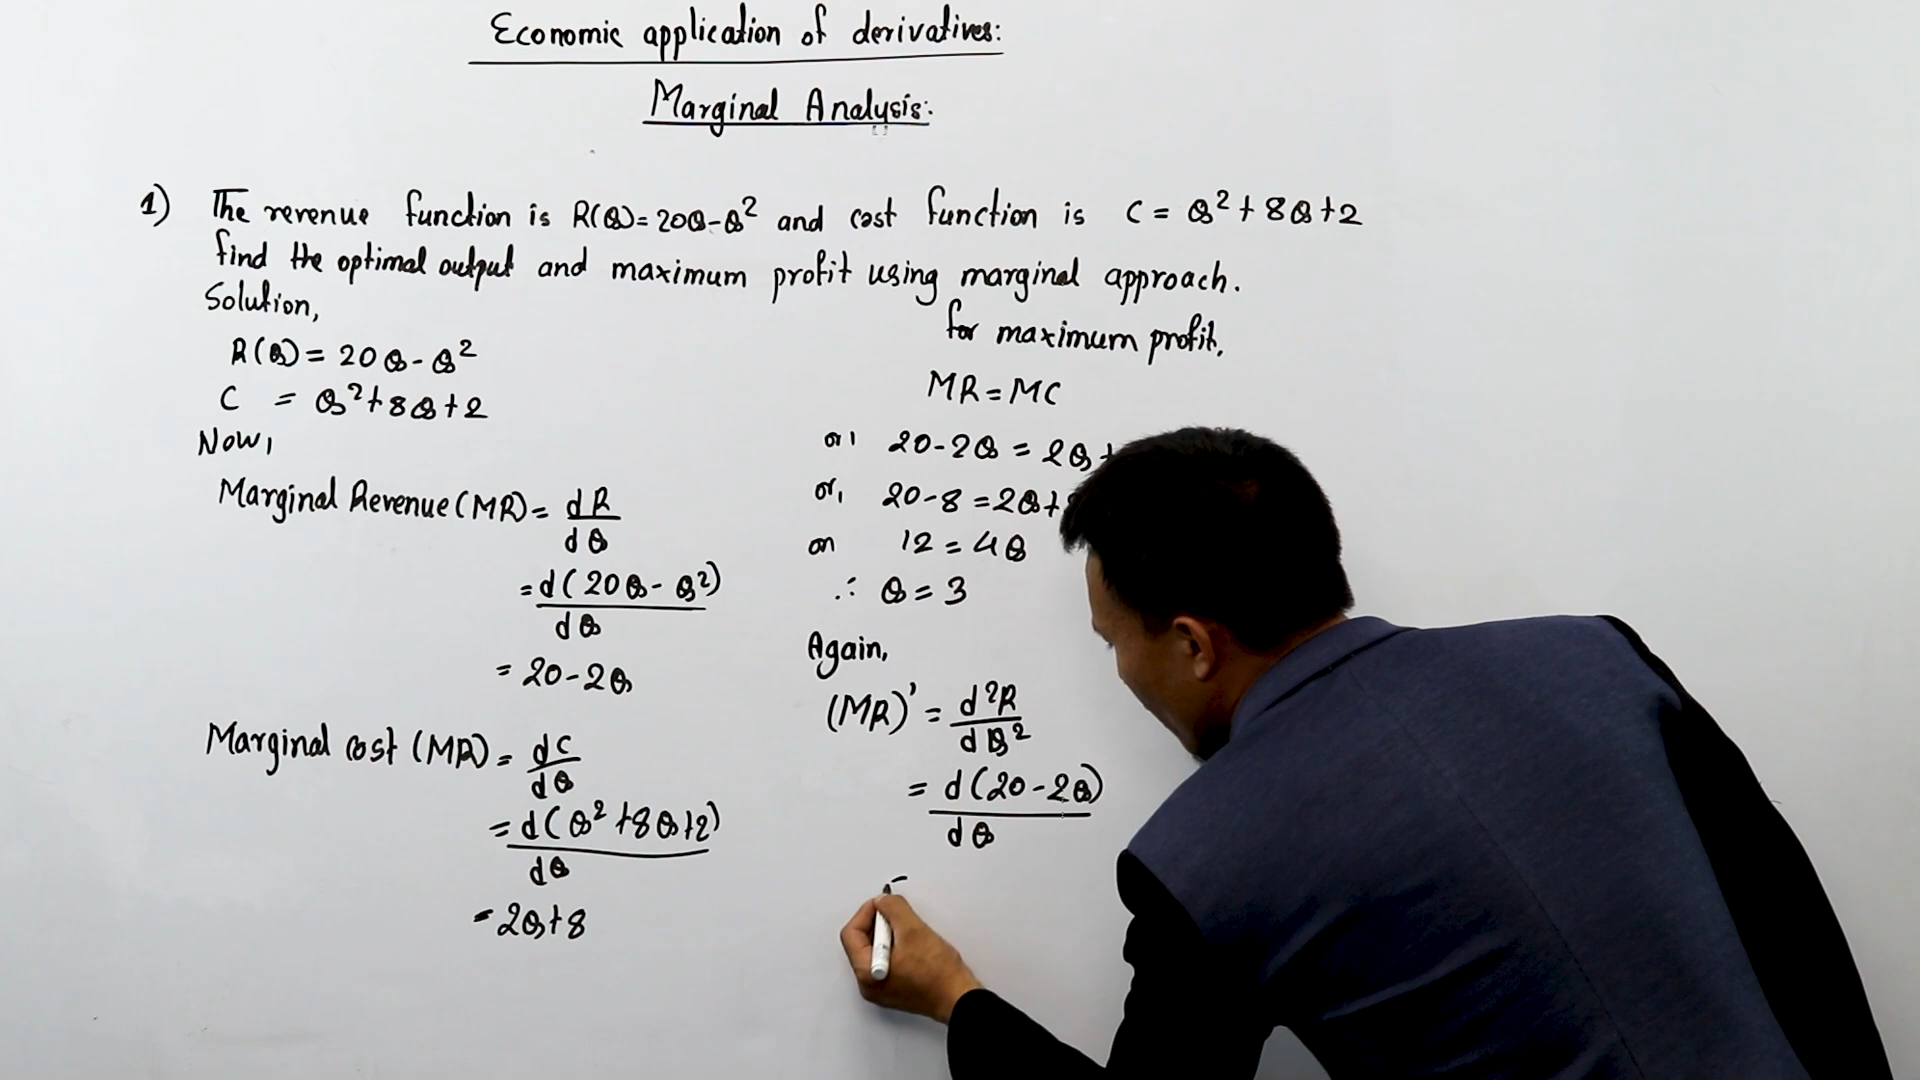 Economic application of derivatives:
Marginal Analysis:
1) The revenue function is R(Q)=20Q-Q² and cost function is C = Q²+8Q+2
find the optimal output and maximum profit using marginal approach.
Solution,
R(Q) = 20Q-Q²
C = Q²+8Q+2
Now,
Marginal Revenue (MR) = dR
dQ
= d(20Q-Q²)
dQ
= 20-2Q
Marginal cost (MR) = dC
dQ
= d(Q²+8Q+2)
dQ
= 2Q+8
for maximum profit,
MR = MC
or, 20-2Q = 2Q+
or, 20-8 = 2Q+
or 12 = 4Q
∴ Q = 3
Again,
(MR)' = d²R
dQ²
= d(20-2Q)
dQ